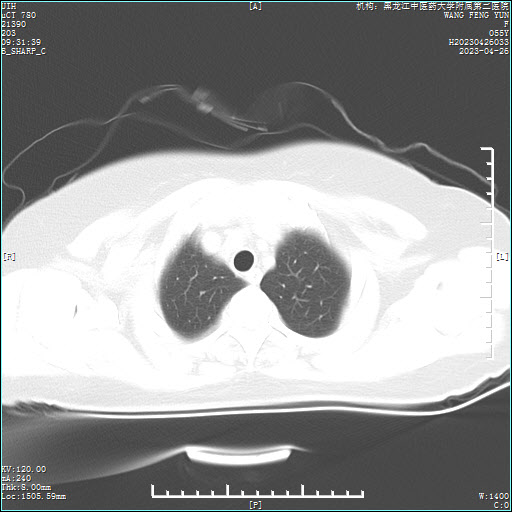 UIH
uCT 780
21390
203
09:31:39
B_SHARP_C
[A]
机构: 黑龙江中医药大学附属第二医院
WANG FENG YUN
F
055Y
H20230426033
2023-04-26
[R]
[L]
KV:120.00
mA:240
Thk:8.00mm
Loc:1505.59mm
[P]
W:1400
C:0